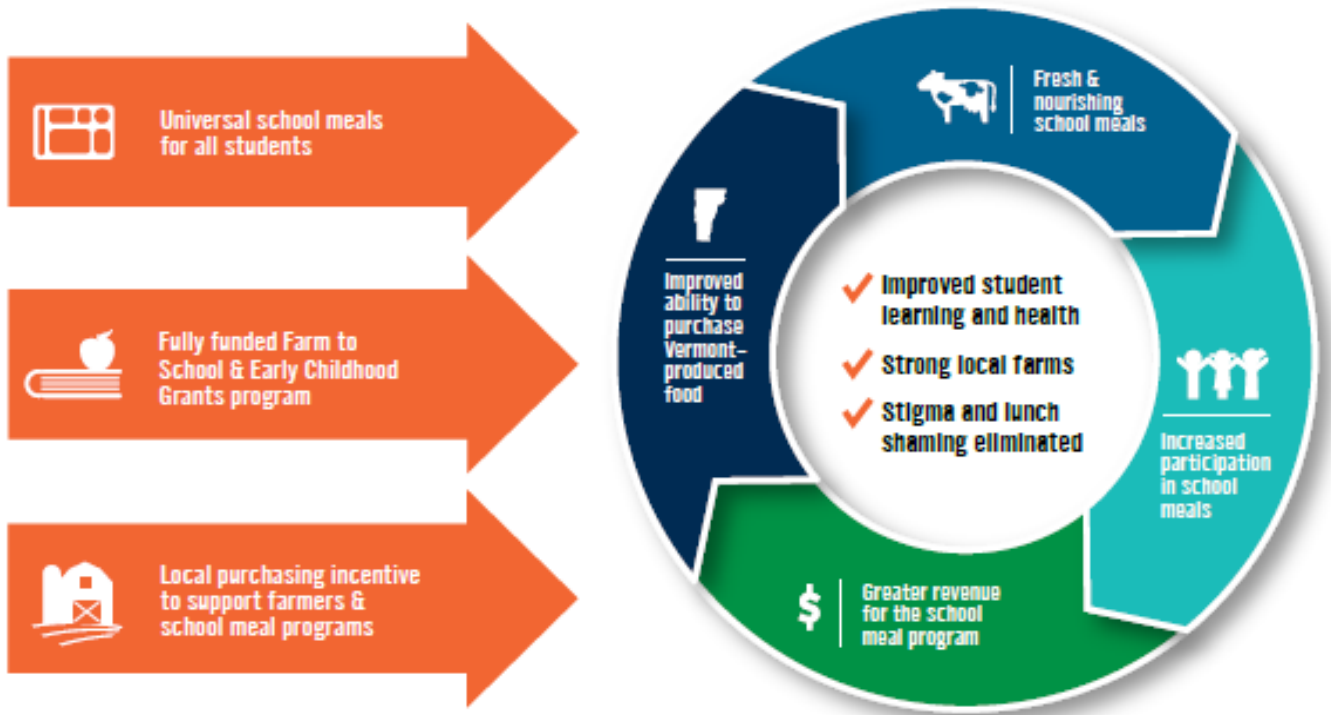 Universal school meals
for all students
Fully funded Farm to
School & Early Childhood
Grants program
Local purchasing incentive
to support farmers &
school meal programs
Fresh &
nourishing
school meals
Increased
participation
in school
meals
$
Greater revenue
for the school
meal program
Improved
ability to
purchase
Vermont–
produced
food
Improved student
learning and health
Strong local farms
Stigma and lunch
shaming eliminated